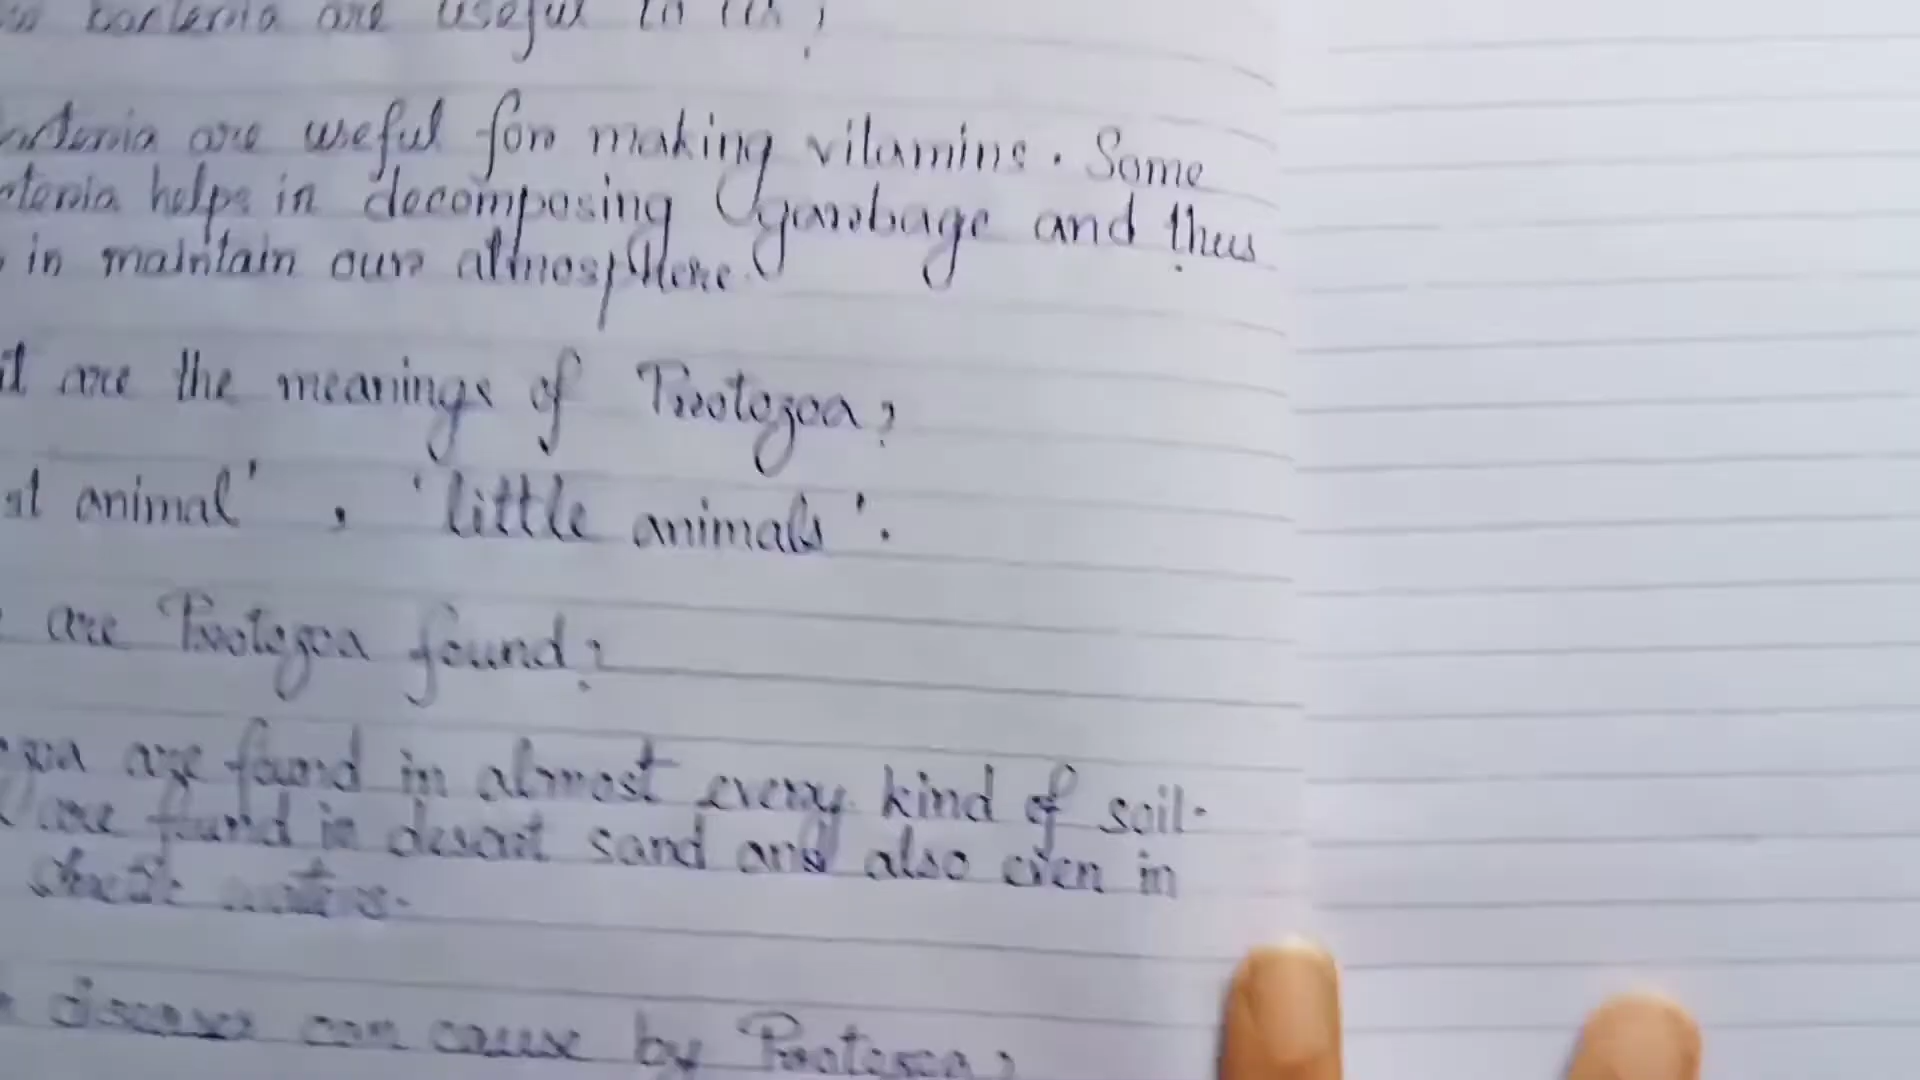 bacteria are useful to us?
bacteria are useful for making vitamins. Some
helps in decomposing garbage and thus
in maintain our atmosphere.
are the meanings of Protozoa?
animal', 'little animals'.
are Protozoa found?
are found in almost every kind of soil.
are found in desert sand and also even in
diseases can cause by Protozoa?